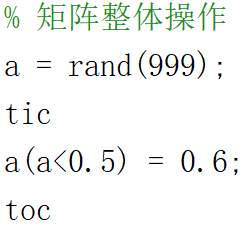 % 矩阵整体操作
a = rand(999);
tic
a(a<0.5) = 0.6;
toc